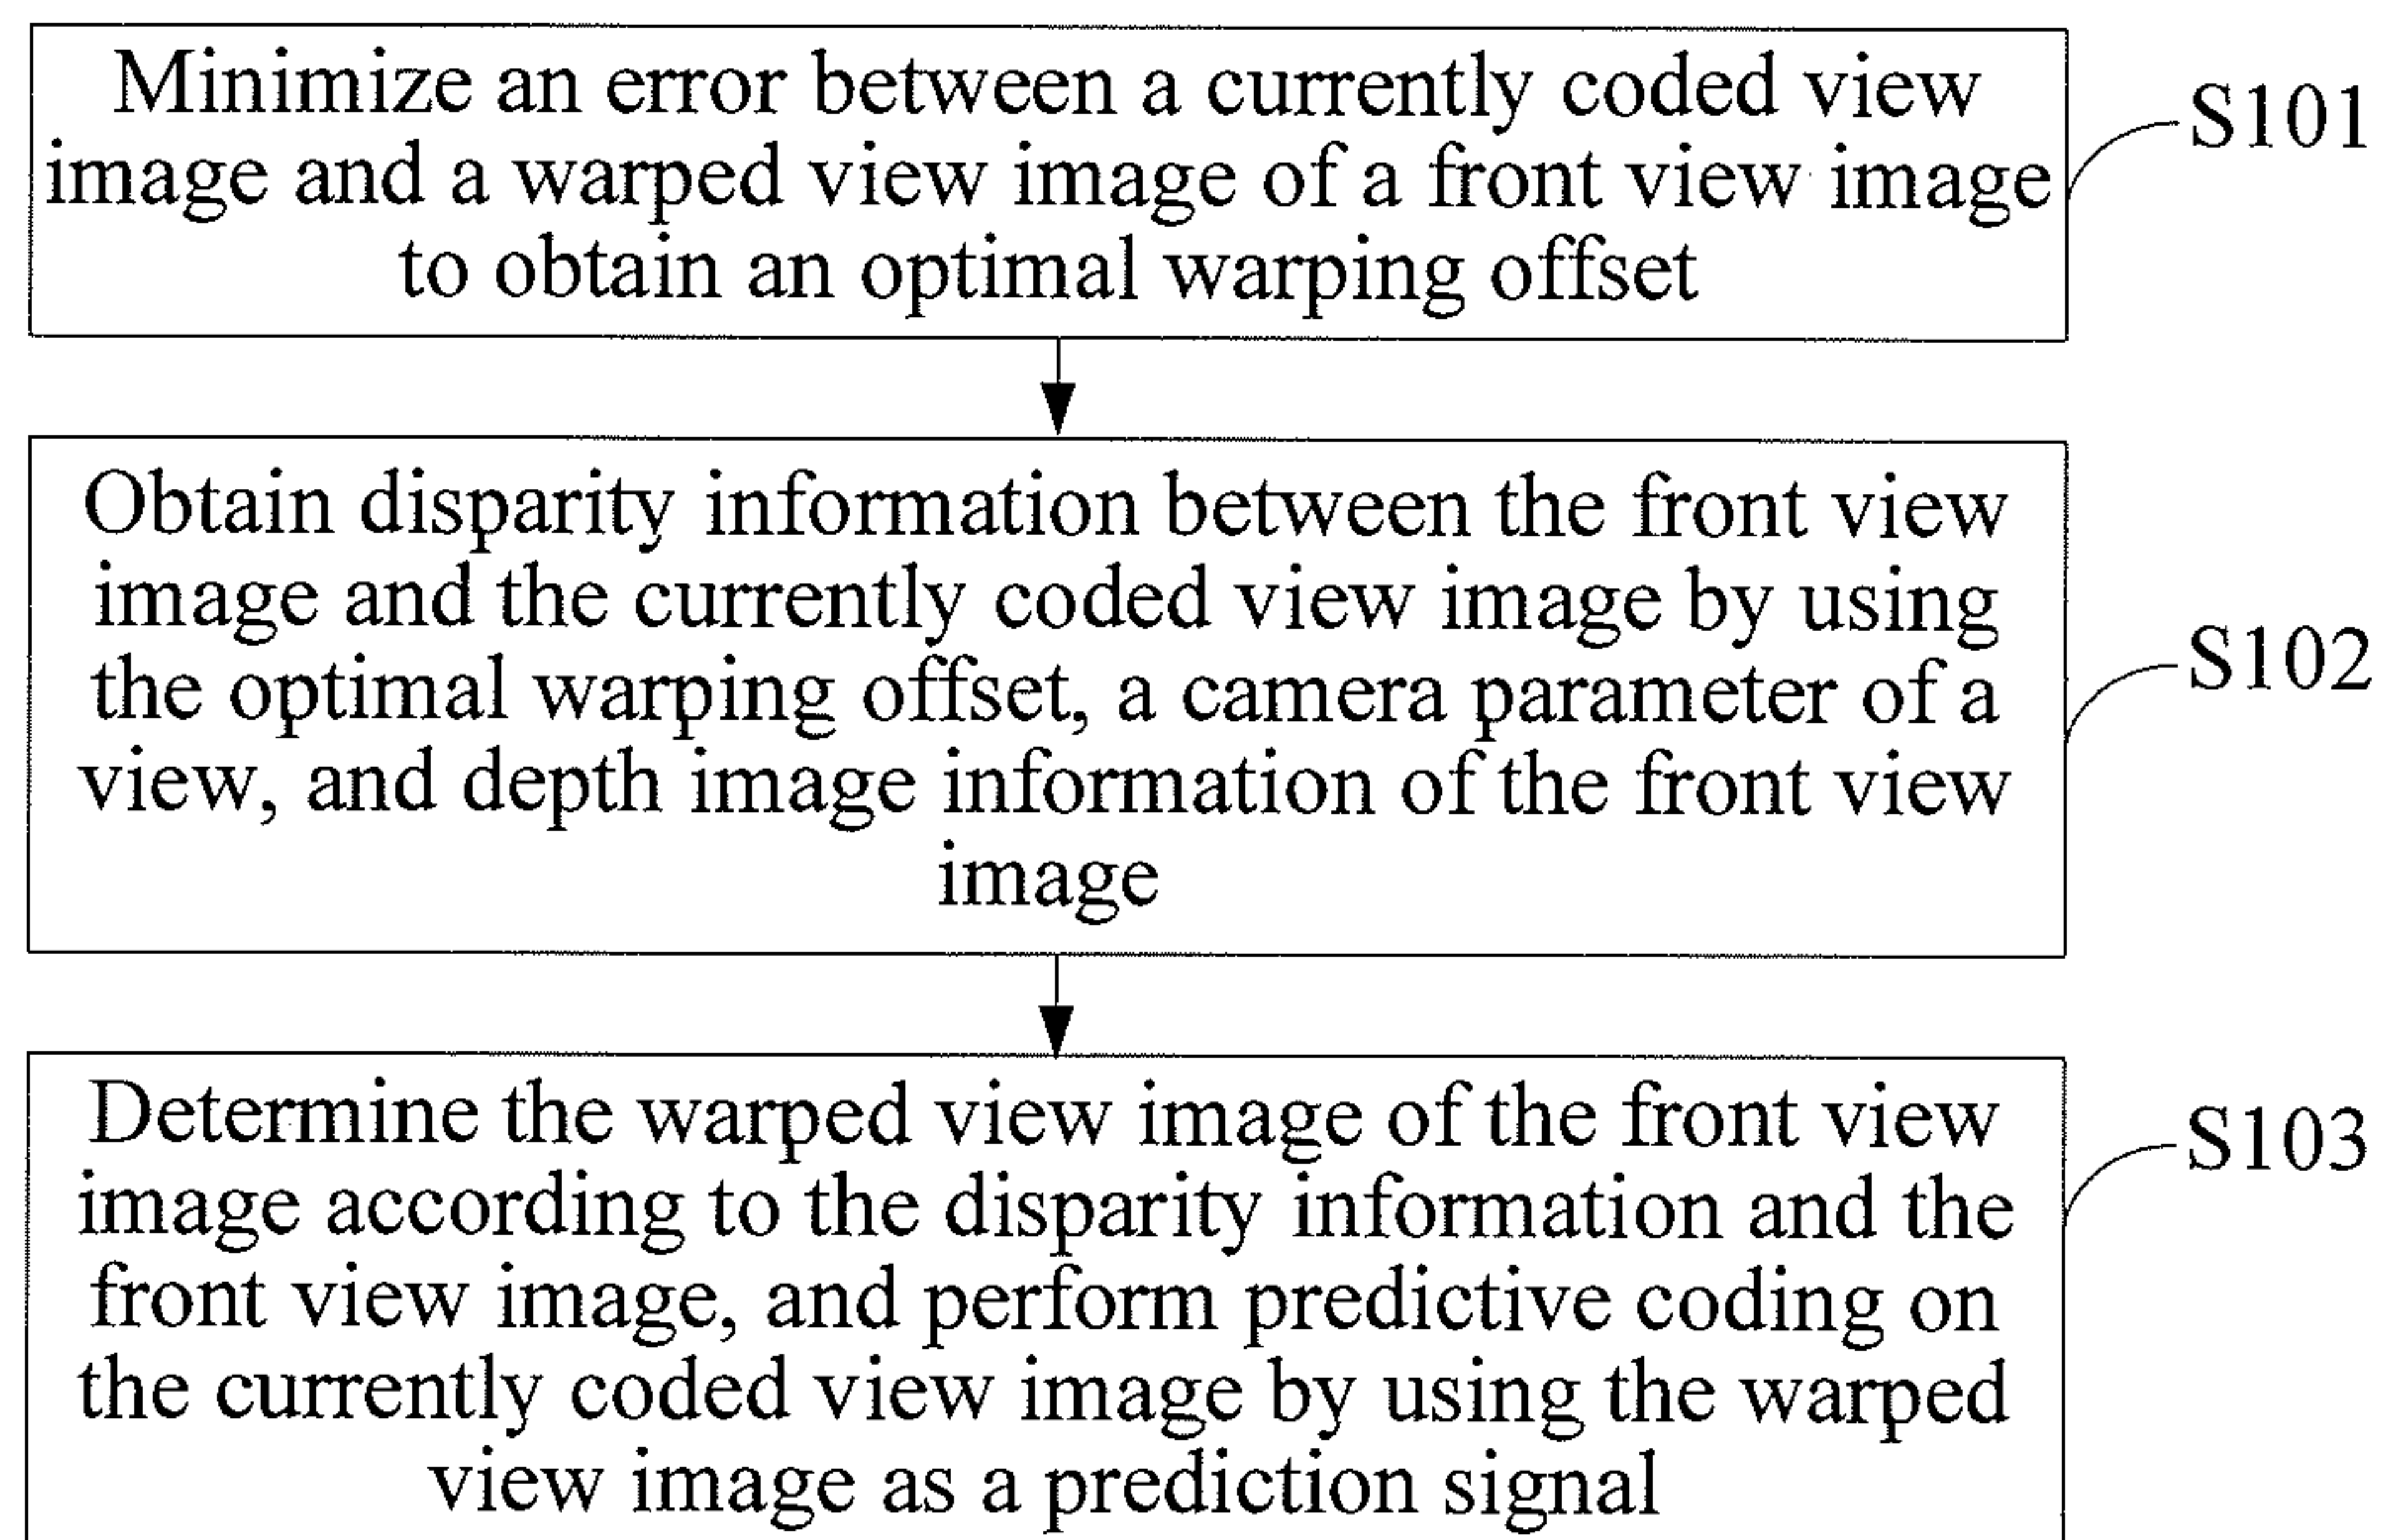 Minimize an error between a currently coded view
image and a warped view image of a front view image
to obtain an optimal warping offset
S101
Obtain disparity information between the front view
image and the currently coded view image by using
the optimal warping offset, a camera parameter of a
view, and depth image information of the front view
image
S102
Determine the warped view image of the front view
image according to the disparity information and the
front view image, and perform predictive coding on
the currently coded view image by using the warped
view image as a prediction signal
S103